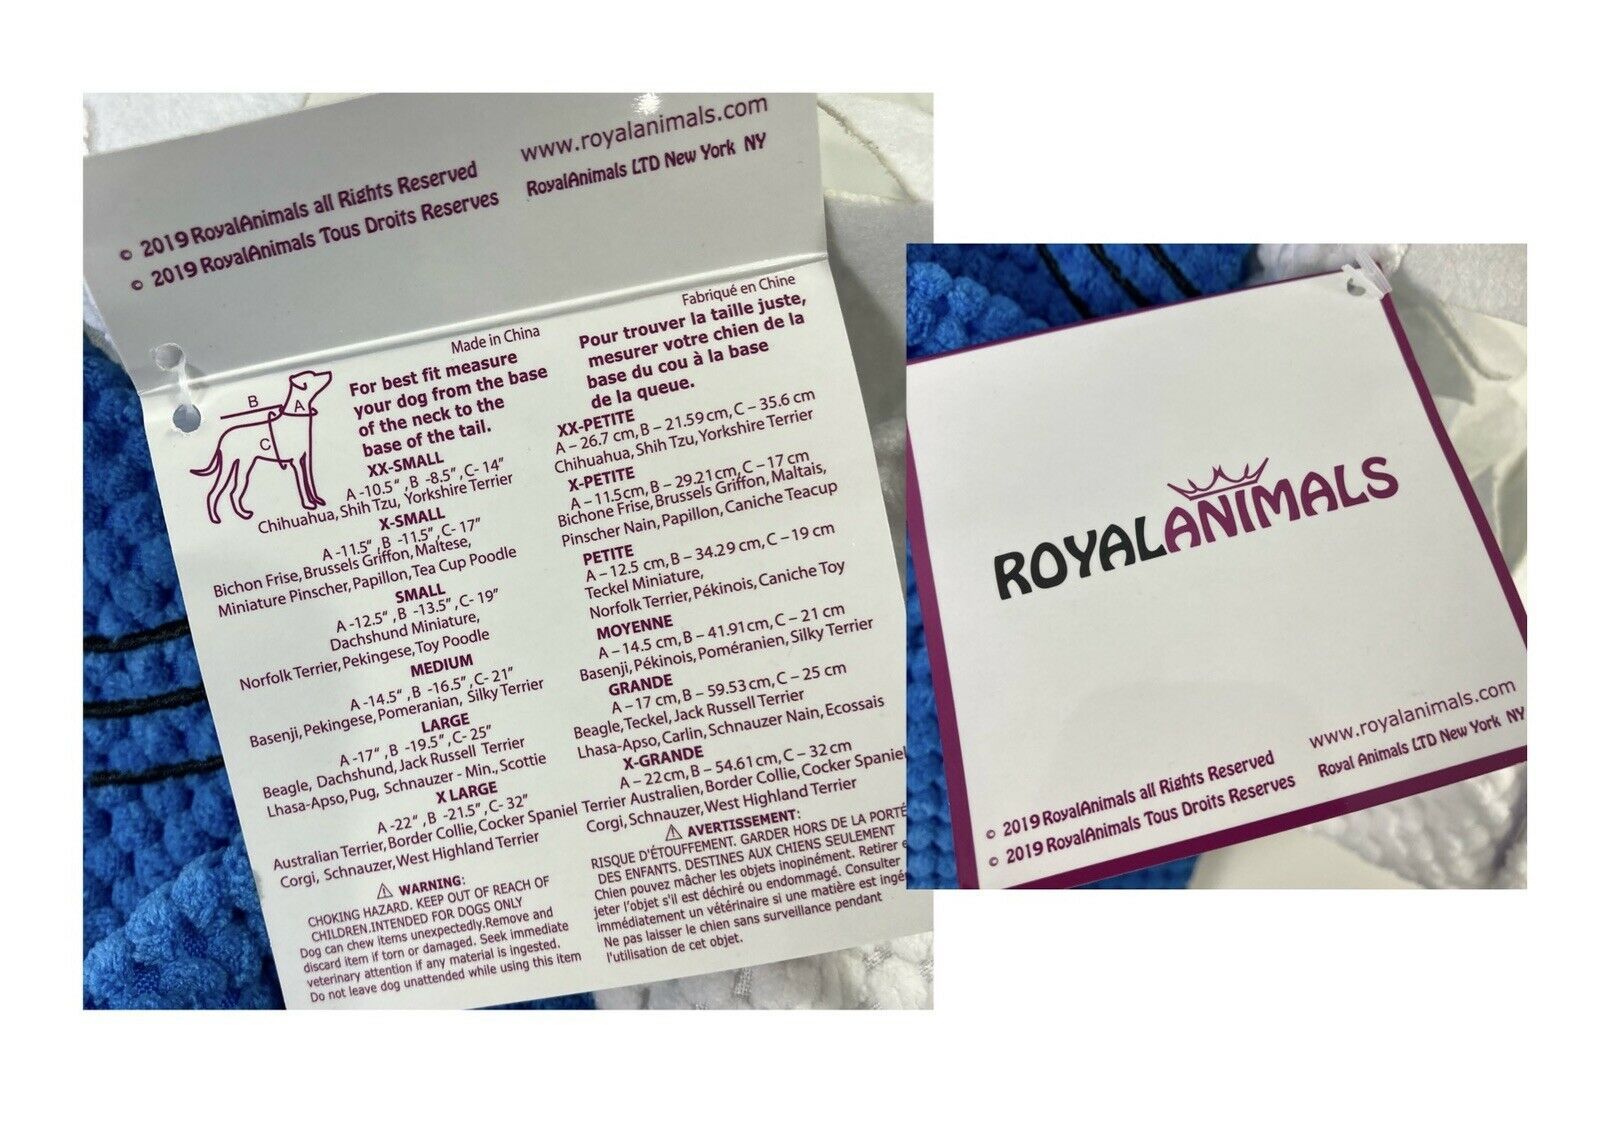 www.royalanimals.com
© 2019 RoyalAnimals all Rights Reserved
RoyalAnimals LTD New York NY
© 2019 RoyalAnimals Tous Droits Reserves
Made in China
For best fit measure
your dog from the base
of the neck to the
base of the tail.
B
A
C
XX-SMALL
A -10.5" ,B -8.5", C- 14"
Chihuahua, Shih Tzu, Yorkshire Terrier
X-SMALL
A -11.5" ,B -11.5",C- 17"
Bichon Frise, Brussels Griffon, Maltese,
Miniature Pinscher, Papillon, Tea Cup Poodle
SMALL
A -12.5" ,B -13.5" ,C- 19"
Dachshund Miniature,
Norfolk Terrier, Pekingese, Toy Poodle
MEDIUM
A -14.5" ,B -16.5", C- 21"
Basenji, Pekingese, Pomeranian, Silky Terrier
LARGE
A -17" ,B -19.5", C- 25"
Beagle, Dachshund, Jack Russell Terrier
Lhasa-Apso, Pug, Schnauzer - Min., Scottie
X LARGE
A -22" ,B -21.5", C- 32"
Australian Terrier, Border Collie, Cocker Spaniel
Corgi, Schnauzer, West Highland Terrier
⚠ WARNING:
CHOKING HAZARD. KEEP OUT OF REACH OF
CHILDREN.INTENDED FOR DOGS ONLY
Dog can chew items unexpectedly.Remove and
discard item if torn or damaged. Seek immediate
veterinary attention if any material is ingested.
Do not leave dog unattended while using this item
Fabriqué en Chine
Pour trouver la taille juste,
mesurer votre chien de la
base du cou à la base
de la queue.
XX-PETITE
A – 26.7 cm, B – 21.59 cm, C – 35.6 cm
Chihuahua, Shih Tzu, Yorkshire Terrier
X-PETITE
A – 11.5cm, B – 29.21 cm, C – 17 cm
Bichone Frise, Brussels Griffon, Maltais,
Pinscher Nain, Papillon, Caniche Teacup
PETITE
A – 12.5 cm, B – 34.29 cm, C – 19 cm
Teckel Miniature,
Norfolk Terrier, Pékinois, Caniche Toy
MOYENNE
A – 14.5 cm, B – 41.91 cm, C – 21 cm
Basenji, Pékinois, Poméranien, Silky Terrier
GRANDE
A – 17 cm, B – 59.53 cm, C – 25 cm
Beagle, Teckel, Jack Russell Terrier
Lhasa-Apso, Carlin, Schnauzer Nain, Ecossais
X-GRANDE
A – 22 cm, B – 54.61 cm, C – 32 cm
Terrier Australien, Border Collie, Cocker Spaniel
Corgi, Schnauzer, West Highland Terrier
⚠ AVERTISSEMENT:
RISQUE D'ÉTOUFFEMENT. GARDER HORS DE LA PORTÉ
DES ENFANTS. DESTINES AUX CHIENS SEULEMENT
Chien pouvez mâcher les objets inopinément. Retirer e
jeter l'objet s'il est déchiré ou endommagé. Consulter
immédiatement un vétérinaire si une matière est ingé
Ne pas laisser le chien sans surveillance pendant
l'utilisation de cet objet.
ROYALANIMALS
www.royalanimals.com
Royal Animals LTD New York NY
© 2019 RoyalAnimals all Rights Reserved
© 2019 RoyalAnimals Tous Droits Reserves